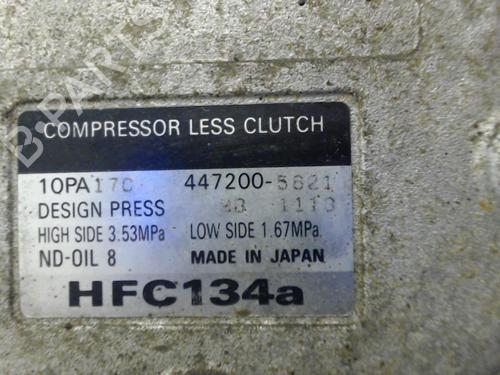 COMPRESSOR LESS CLUTCH
10PA17C 447200-5621
DESIGN PRESS
HIGH SIDE 3.53MPa LOW SIDE 1.67MPa
ND-OIL 8 MADE IN JAPAN
HFC134a